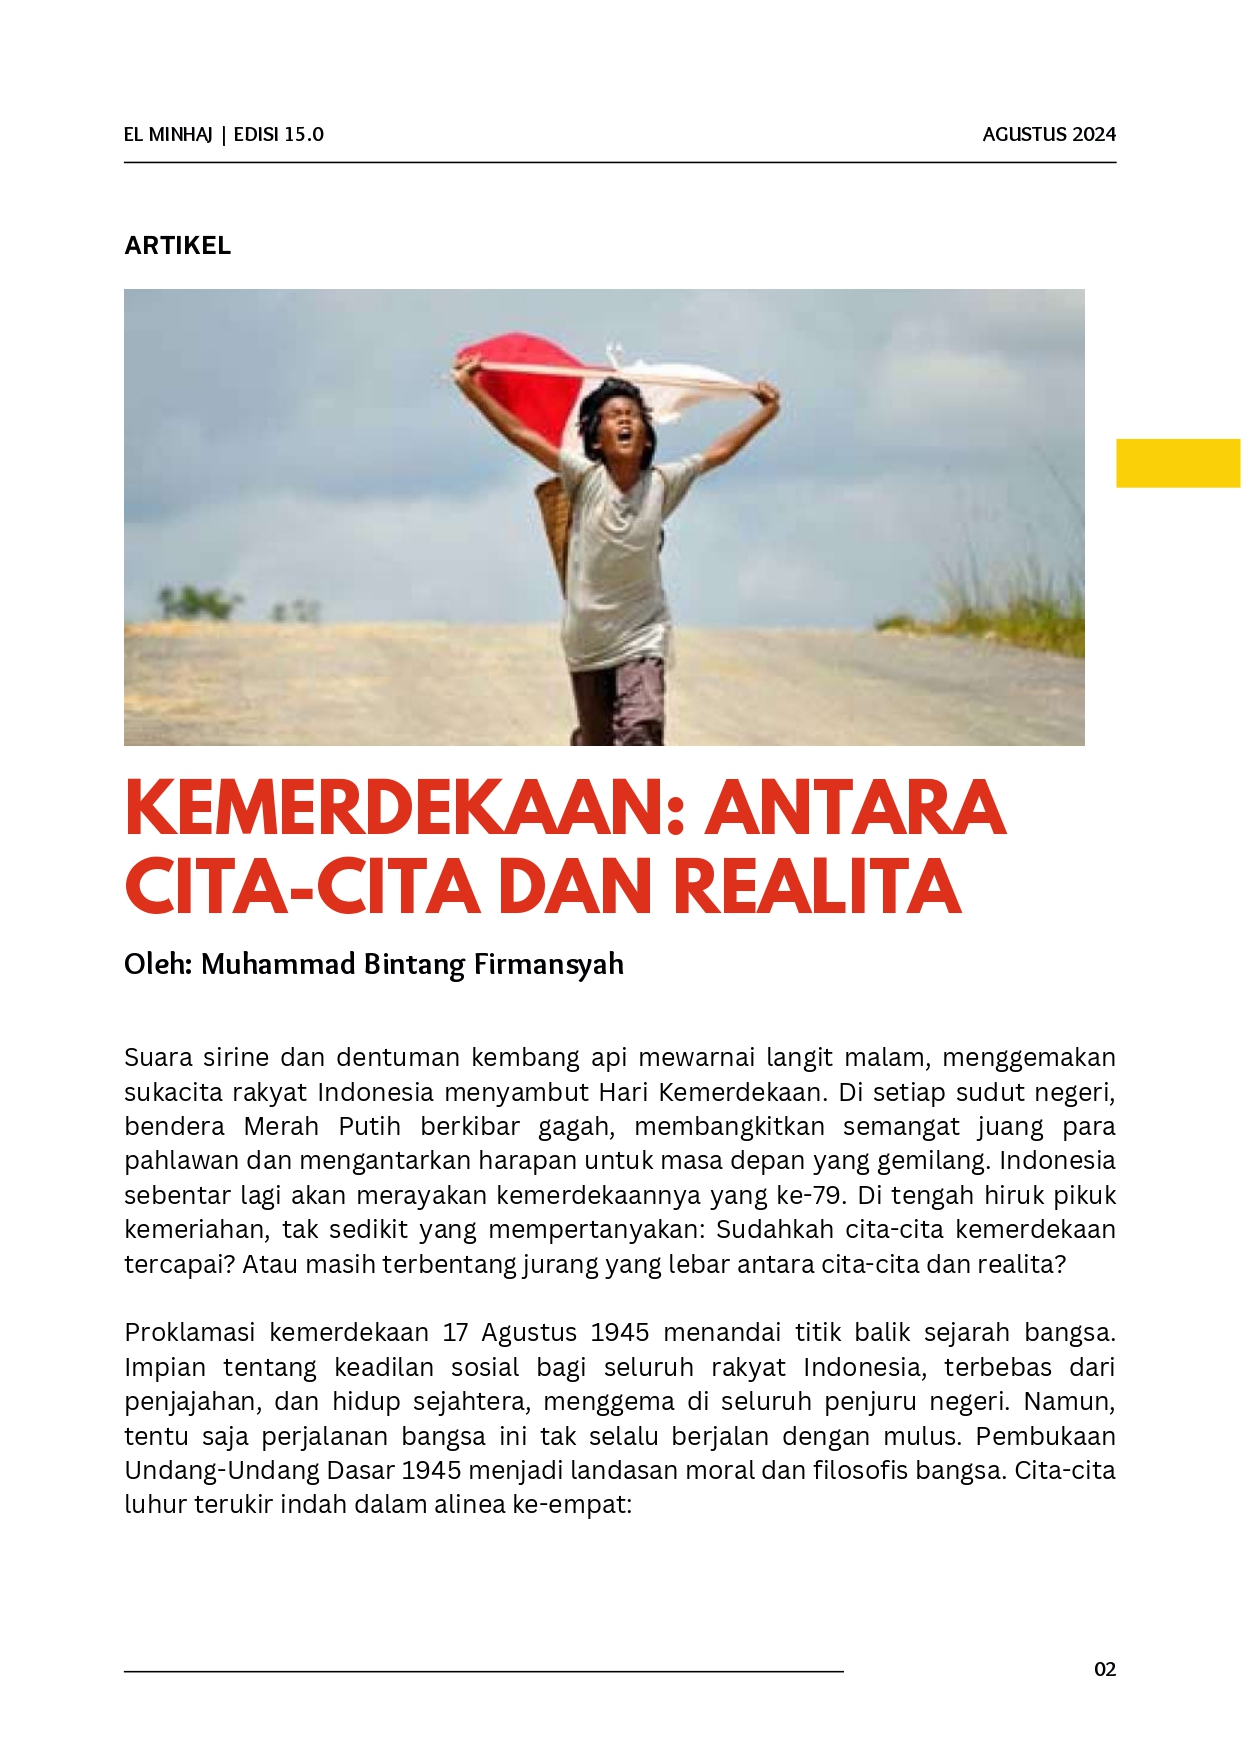 EL MINHAJ | EDISI 15.0
AGUSTUS 2024
ARTIKEL
KEMERDEKAAN: ANTARA
CITA-CITA DAN REALITA
Oleh: Muhammad Bintang Firmansyah
Suara sirine dan dentuman kembang api mewarnai langit malam, menggemakan
sukacita rakyat Indonesia menyambut Hari Kemerdekaan. Di setiap sudut negeri,
bendera Merah Putih berkibar gagah, membangkitkan semangat juang para
pahlawan dan mengantarkan harapan untuk masa depan yang gemilang. Indonesia
sebentar lagi akan merayakan kemerdekaannya yang ke-79. Di tengah hiruk pikuk
kemeriahan, tak sedikit yang mempertanyakan: Sudahkah cita-cita kemerdekaan
tercapai? Atau masih terbentang jurang yang lebar antara cita-cita dan realita?
Proklamasi kemerdekaan 17 Agustus 1945 menandai titik balik sejarah bangsa.
Impian tentang keadilan sosial bagi seluruh rakyat Indonesia, terbebas dari
penjajahan, dan hidup sejahtera, menggema di seluruh penjuru negeri. Namun,
tentu saja perjalanan bangsa ini tak selalu berjalan dengan mulus. Pembukaan
Undang-Undang Dasar 1945 menjadi landasan moral dan filosofis bangsa. Cita-cita
luhur terukir indah dalam alinea ke-empat:
02